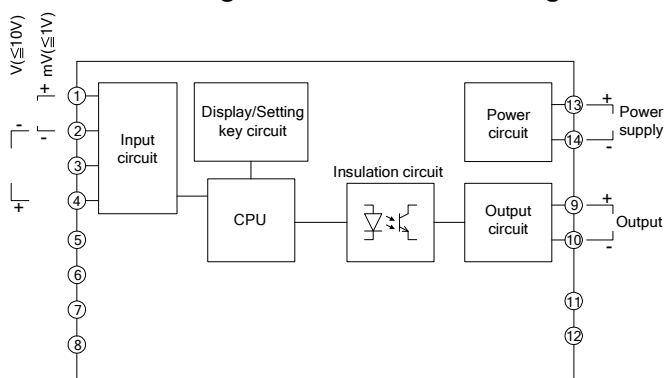 V(≦10V)
mV(≦1V)
+
-
-
+
1
2
3
4
5
6
7
8
Input
circuit
Display/Setting
key circuit
CPU
Insulation circuit
Power
circuit
Output
circuit
13
14
9
10
11
12
+
Power
supply
-
+
Output
-